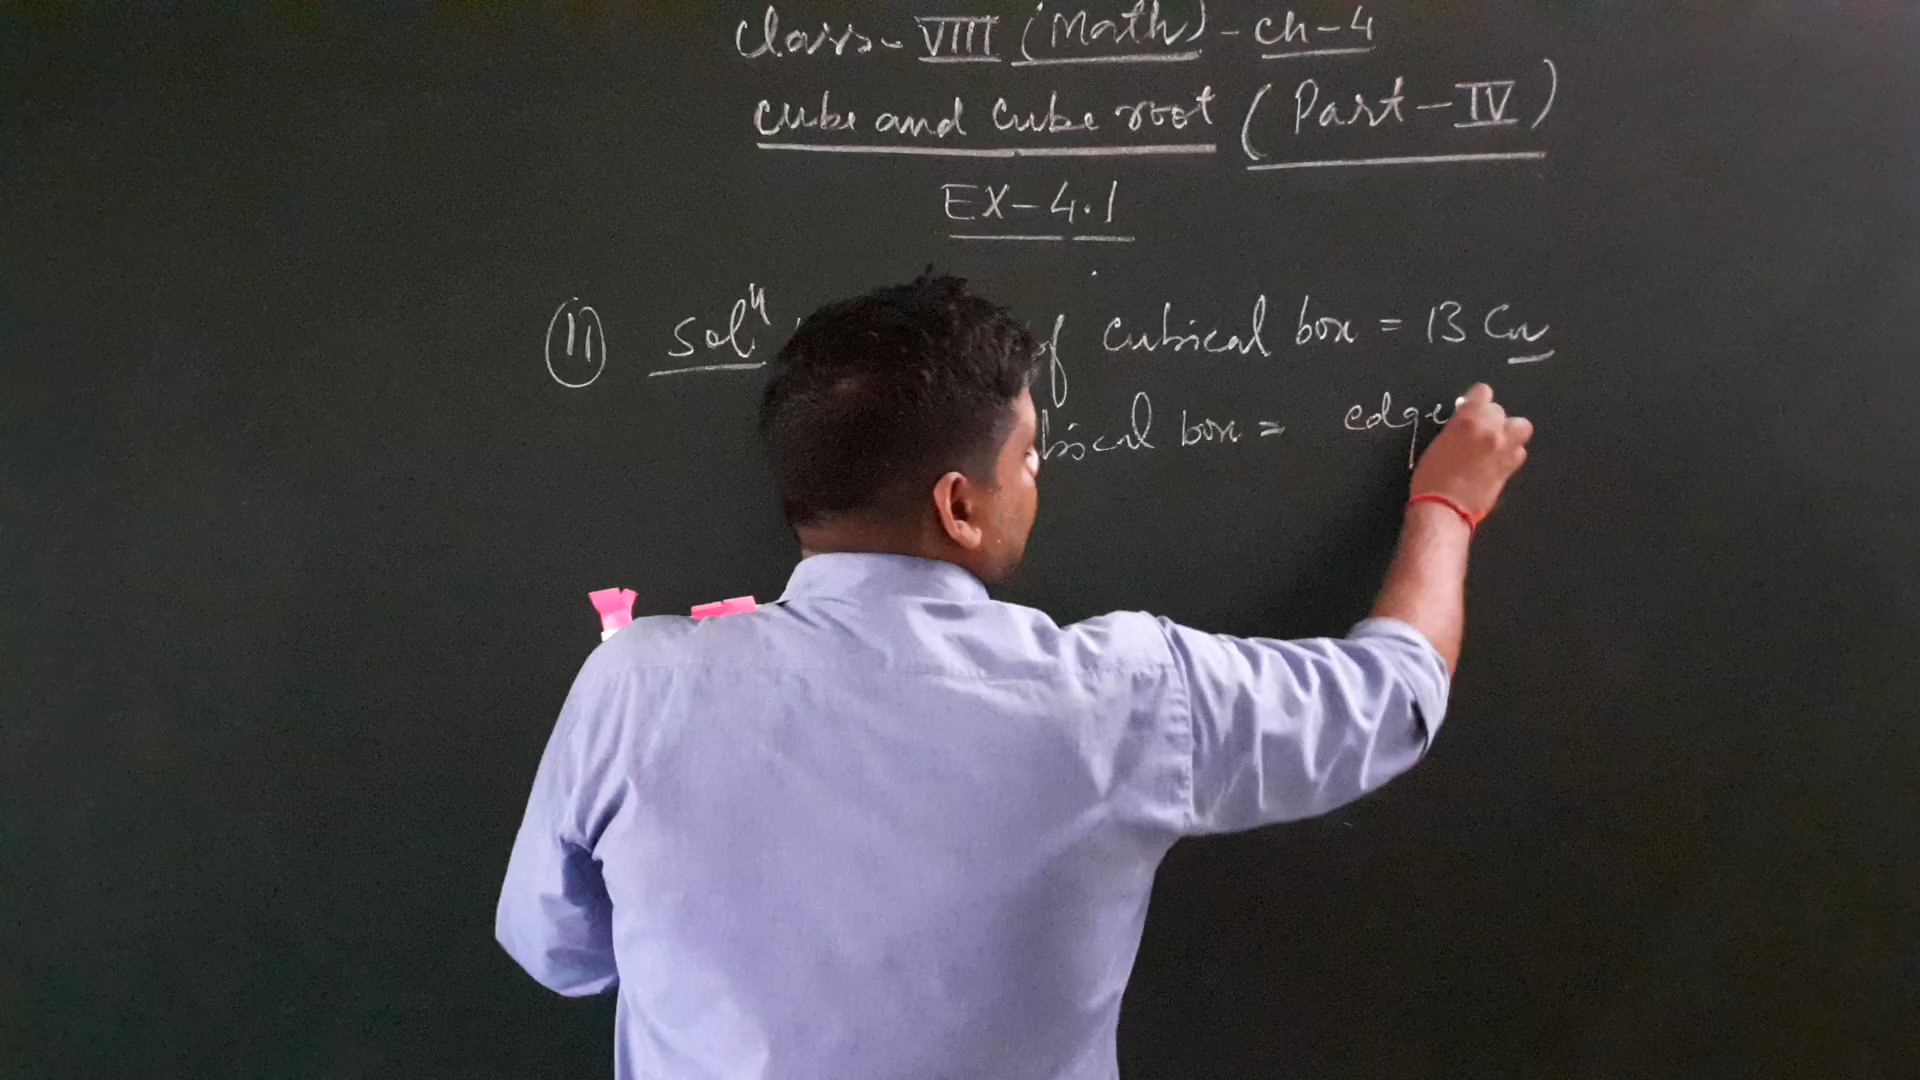 Class-VIII (Math)-ch-4
cube and cube root (Part-IV)
EX-4.1
11 Solⁿ of cubical box = 13 cm
box = edge